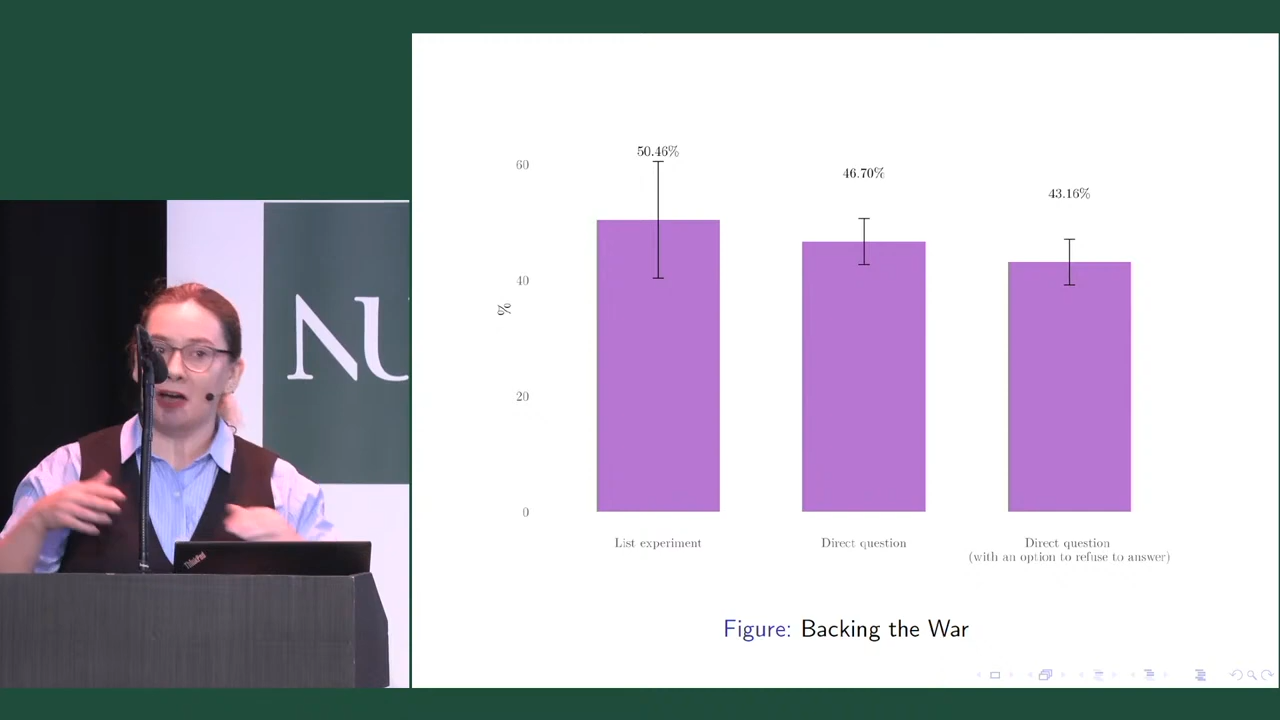 NU
ThinkPad
50.46%
46.70%
43.16%
60
40
20
0
%
List experiment
Direct question
Direct question
(with an option to refuse to answer)
Figure: Backing the War